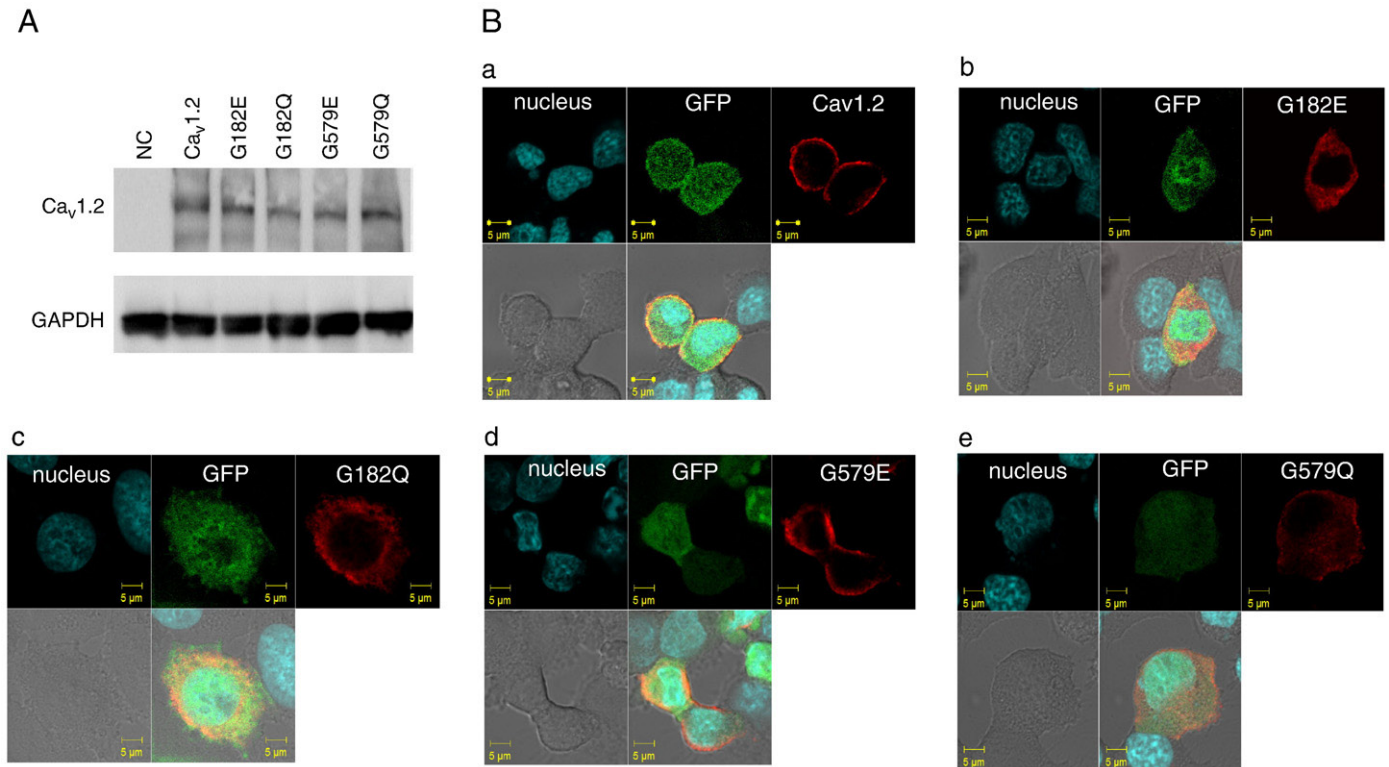 A
B
NC
Cav1.2
G182E
G182Q
G579E
G579Q
Cav1.2
GAPDH
a
nucleus GFP Cav1.2
5 µm 5 µm 5 µm
5 µm 5 µm
b
nucleus GFP G182E
5 µm 5 µm 5 µm
5 µm 5 µm
c
nucleus GFP G182Q
5 µm 5 µm 5 µm
5 µm 5 µm
d
nucleus GFP G579E
5 µm 5 µm 5 µm
5 µm 5 µm
e
nucleus GFP G579Q
5 µm 5 µm 5 µm
5 µm 5 µm